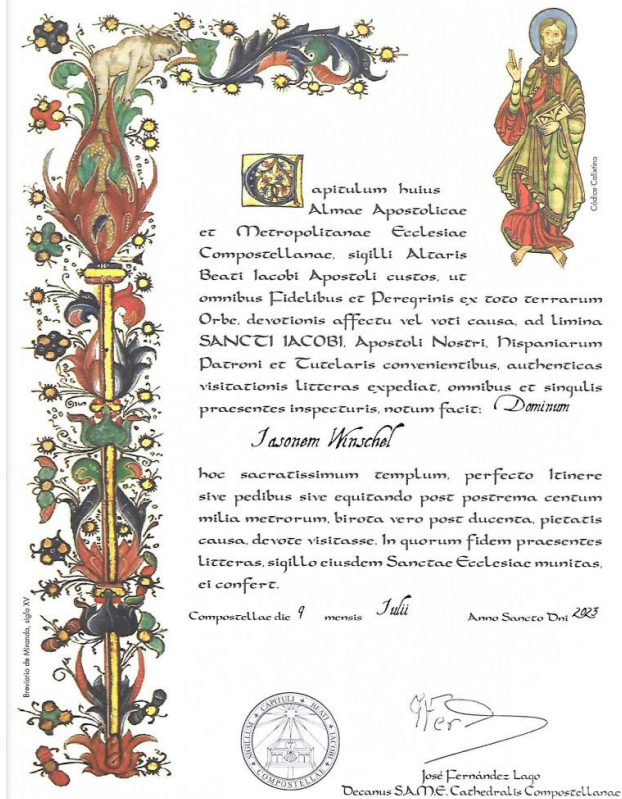 Capitulum huius
Almae Apostolicae
et Metropolitanae Ecclesiae
Compostellanae, sigilli Altaris
Beati Iacobi Apostoli custos, ut
omnibus Fidelibus et Peregrinis ex toto terrarum
Orbe, devotionis affectu vel voti causa, ad limina
SANCTI IACOBI, Apostoli Nostri, Hispaniarum
Patroni et Tutelaris convenientibus, authenticas
visitationis litteras expediat, omnibus et singulis
praesentes inspecturis, notum facit: Dominum
Iasonem Winschel
hoc sacratissimum templum, perfecto Itinere
sive pedibus sive equitando post postrema centum
milia metrorum, birota vero post ducenta, pietatis
causa, devote visitasse. In quorum fidem praesentes
litteras, sigillo eiusdem Sanctae Ecclesiae munitas,
ei confert.
Compostellae die 9 mensis Iulii Anno Sancto Dni 2023
Códice Calixtino
Breviario de Miranda, siglo XV
SIGILLUM + CAPITULI + BEATI + IACOBI + COMPOSTELLAE +
José Fernández Lago
Decanus S.A.M.E. Cathedralis Compostellanae